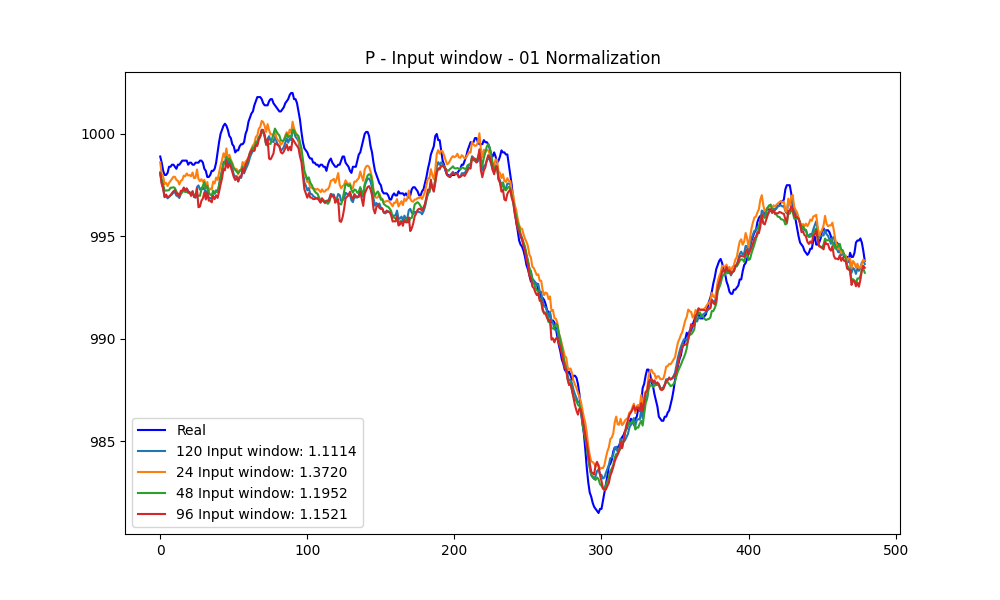 P - Input window - 01 Normalization
1000
995
990
985
Real
120 Input window: 1.1114
24 Input window: 1.3720
48 Input window: 1.1952
96 Input window: 1.1521
0
100
200
300
400
500